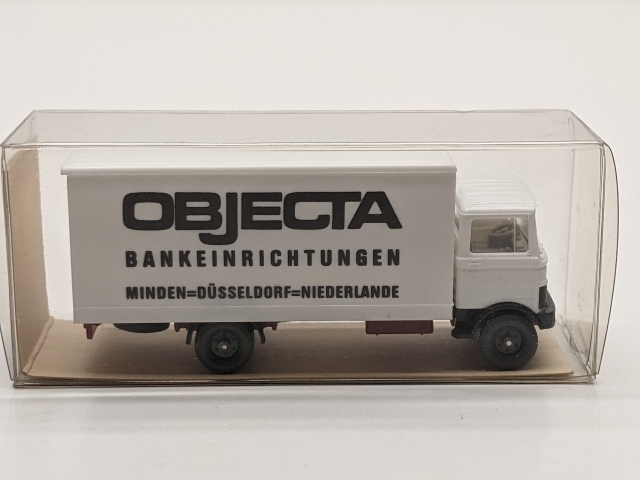 OBJECTA
BANKEINRICHTUNGEN
MINDEN=DÜSSELDORF=NIEDERLANDE